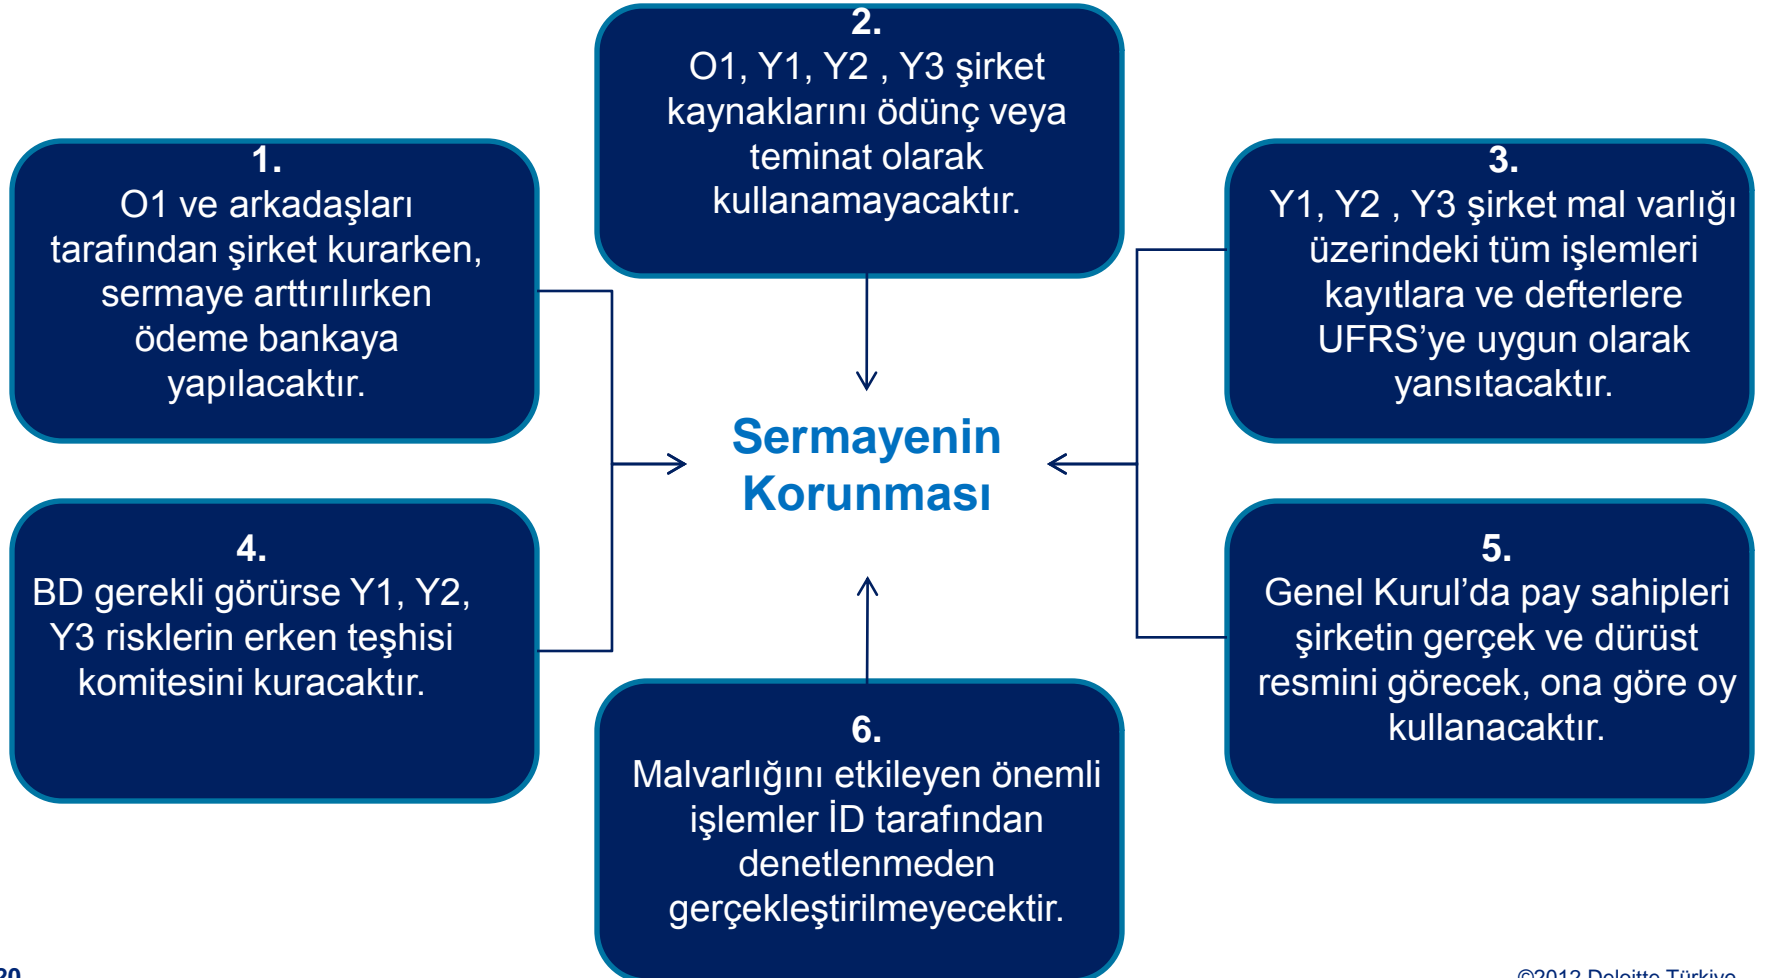 1.
O1 ve arkadaşları
tarafından şirket kurarken,
sermaye arttırılırken
ödeme bankaya
yapılacaktır.
2.
O1, Y1, Y2 , Y3 şirket
kaynaklarını ödünç veya
teminat olarak
kullanamayacaktır.
3.
Y1, Y2 , Y3 şirket mal varlığı
üzerindeki tüm işlemleri
kayıtlara ve defterlere
UFRS’ye uygun olarak
yansıtacaktır.
Sermayenin
Korunması
4.
BD gerekli görürse Y1, Y2,
Y3 risklerin erken teşhisi
komitesini kuracaktır.
5.
Genel Kurul’da pay sahipleri
şirketin gerçek ve dürüst
resmini görecek, ona göre oy
kullanacaktır.
6.
Malvarlığını etkileyen önemli
işlemler İD tarafından
denetlenmeden
gerçekleştirilmeyecektir.
20
©2012 Deloitte Türkiye